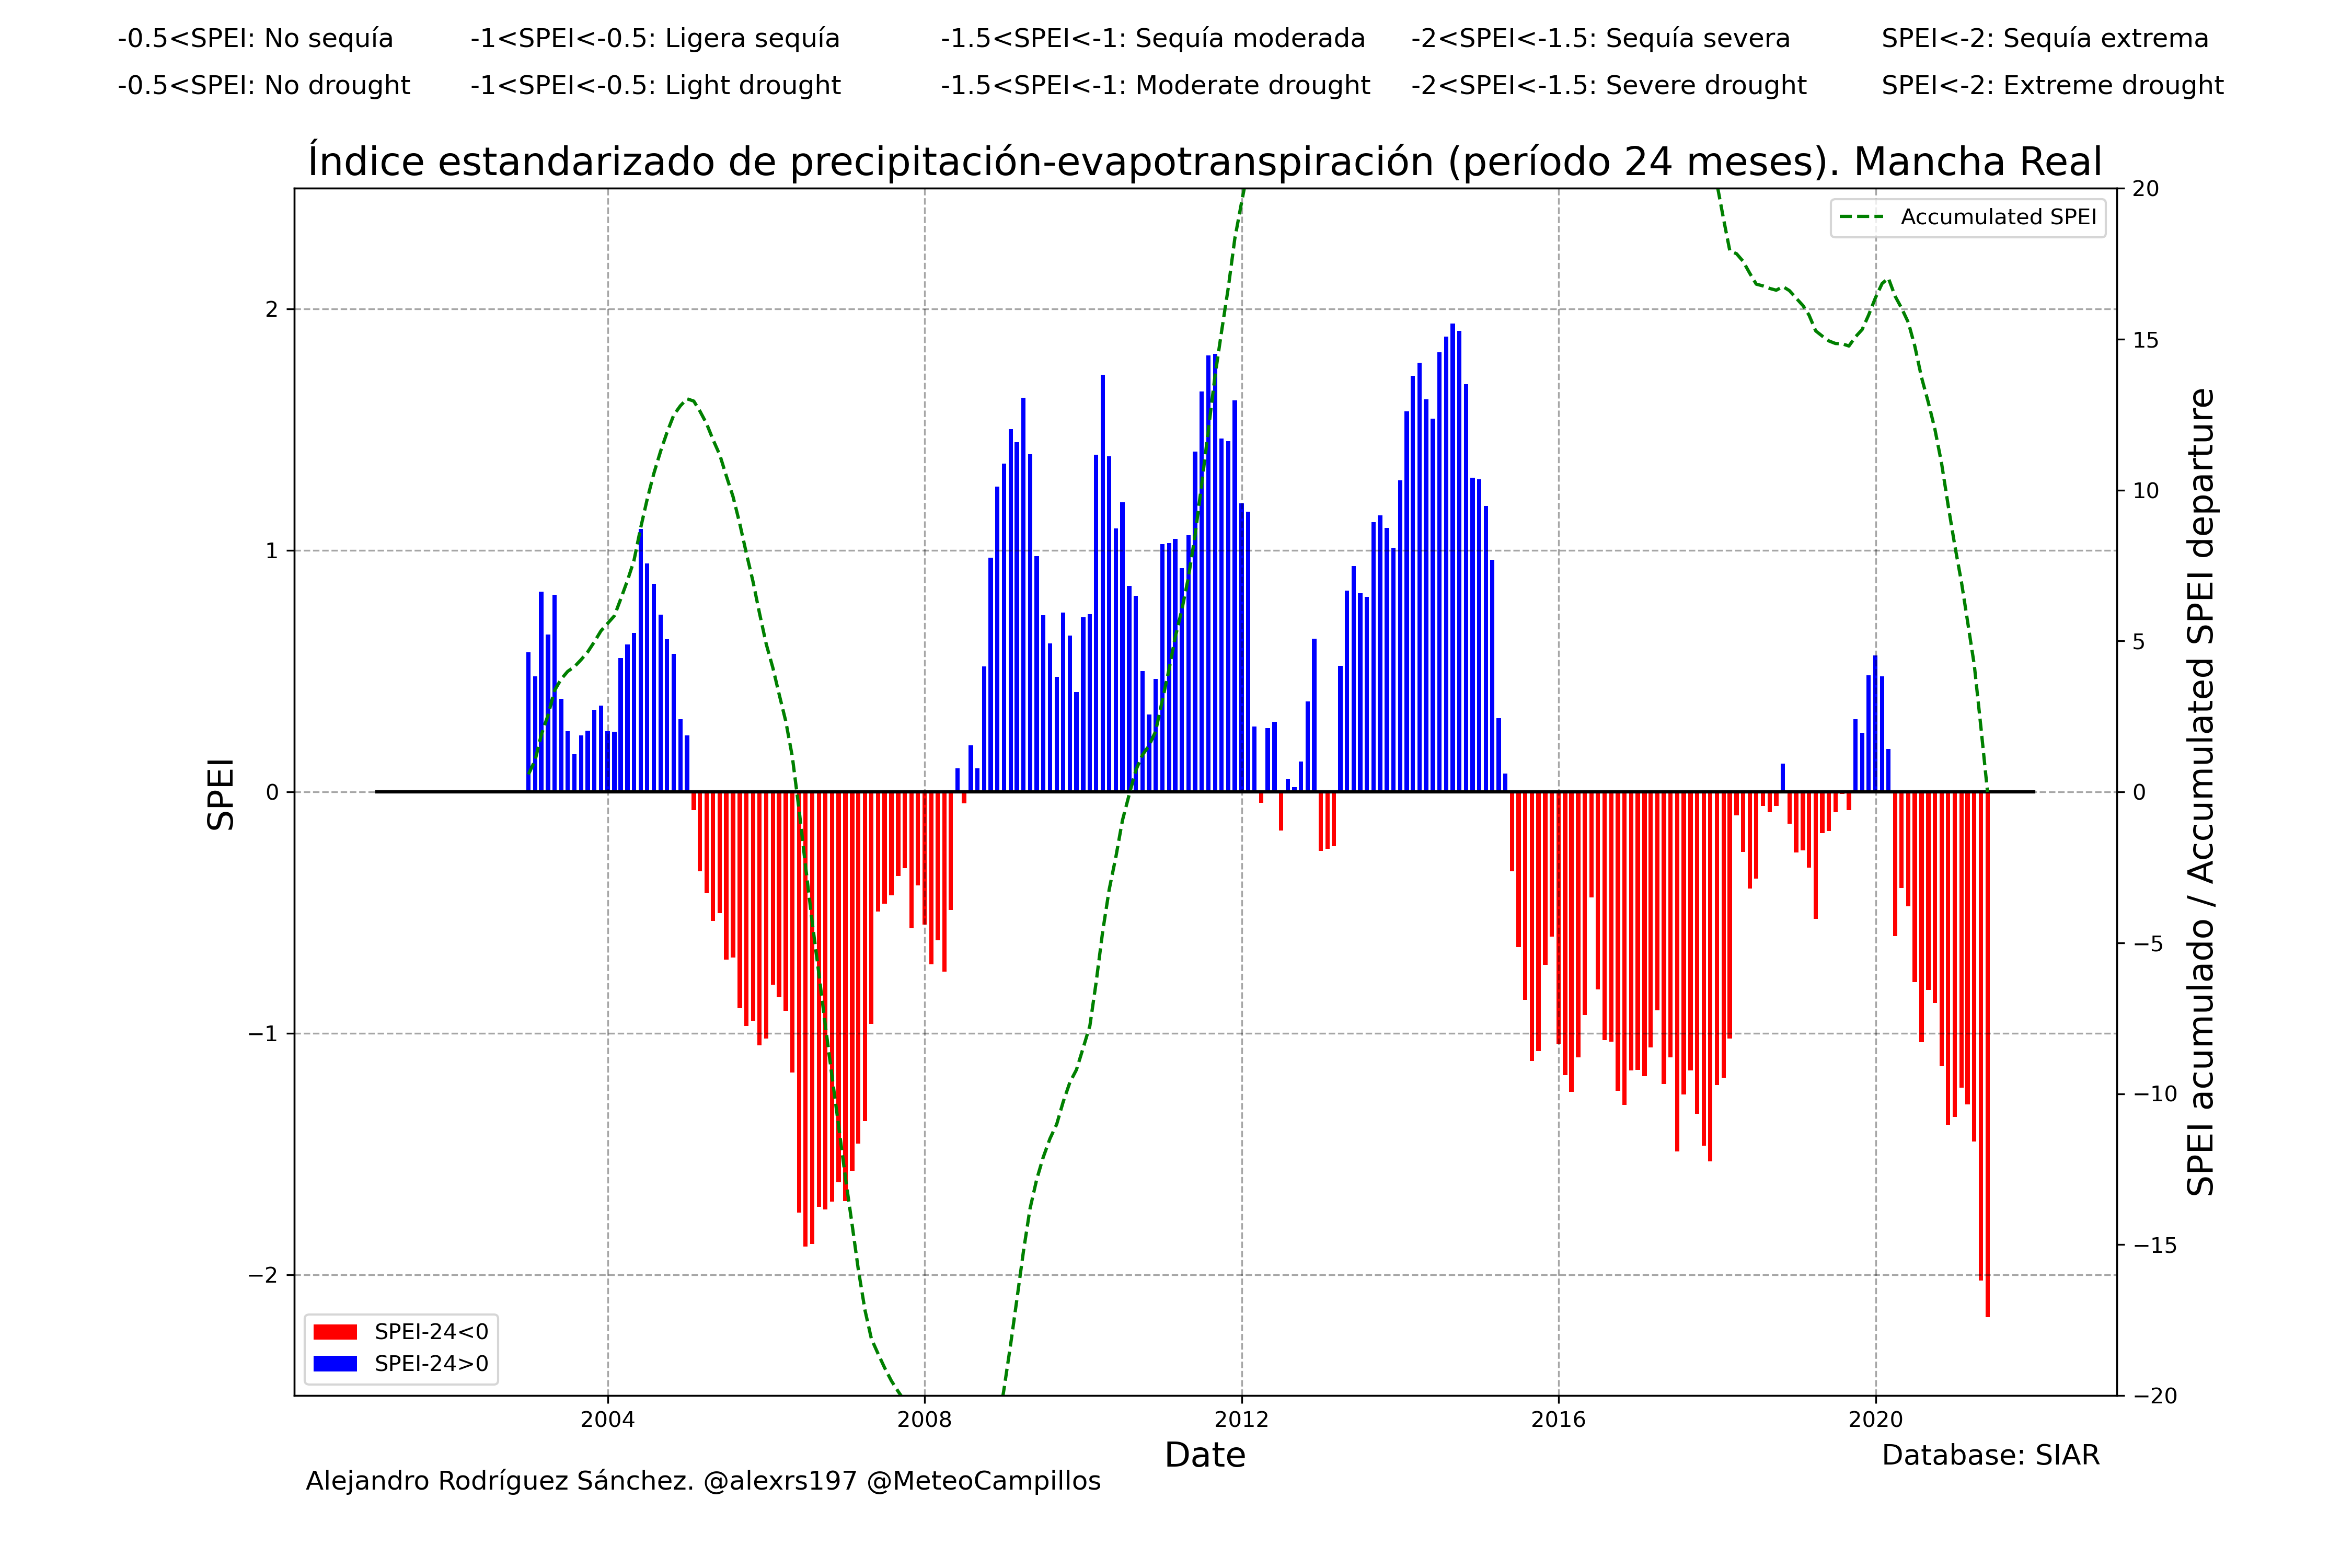 -0.5<SPEI: No sequía -1<SPEI<-0.5: Ligera sequía -1.5<SPEI<-1: Sequía moderada -2<SPEI<-1.5: Sequía severa SPEI<-2: Sequía extrema
-0.5<SPEI: No drought -1<SPEI<-0.5: Light drought -1.5<SPEI<-1: Moderate drought -2<SPEI<-1.5: Severe drought SPEI<-2: Extreme drought
Índice estandarizado de precipitación-evapotranspiración (período 24 meses). Mancha Real
Accumulated SPEI
SPEI
2
1
0
−1
−2
20
15
10
5
0
−5
−10
−15
−20
SPEI acumulado / Accumulated SPEI departure
SPEI-24<0
SPEI-24>0
2004 2008 2012 2016 2020
Date
Database: SIAR
Alejandro Rodríguez Sánchez. @alexrs197 @MeteoCampillos